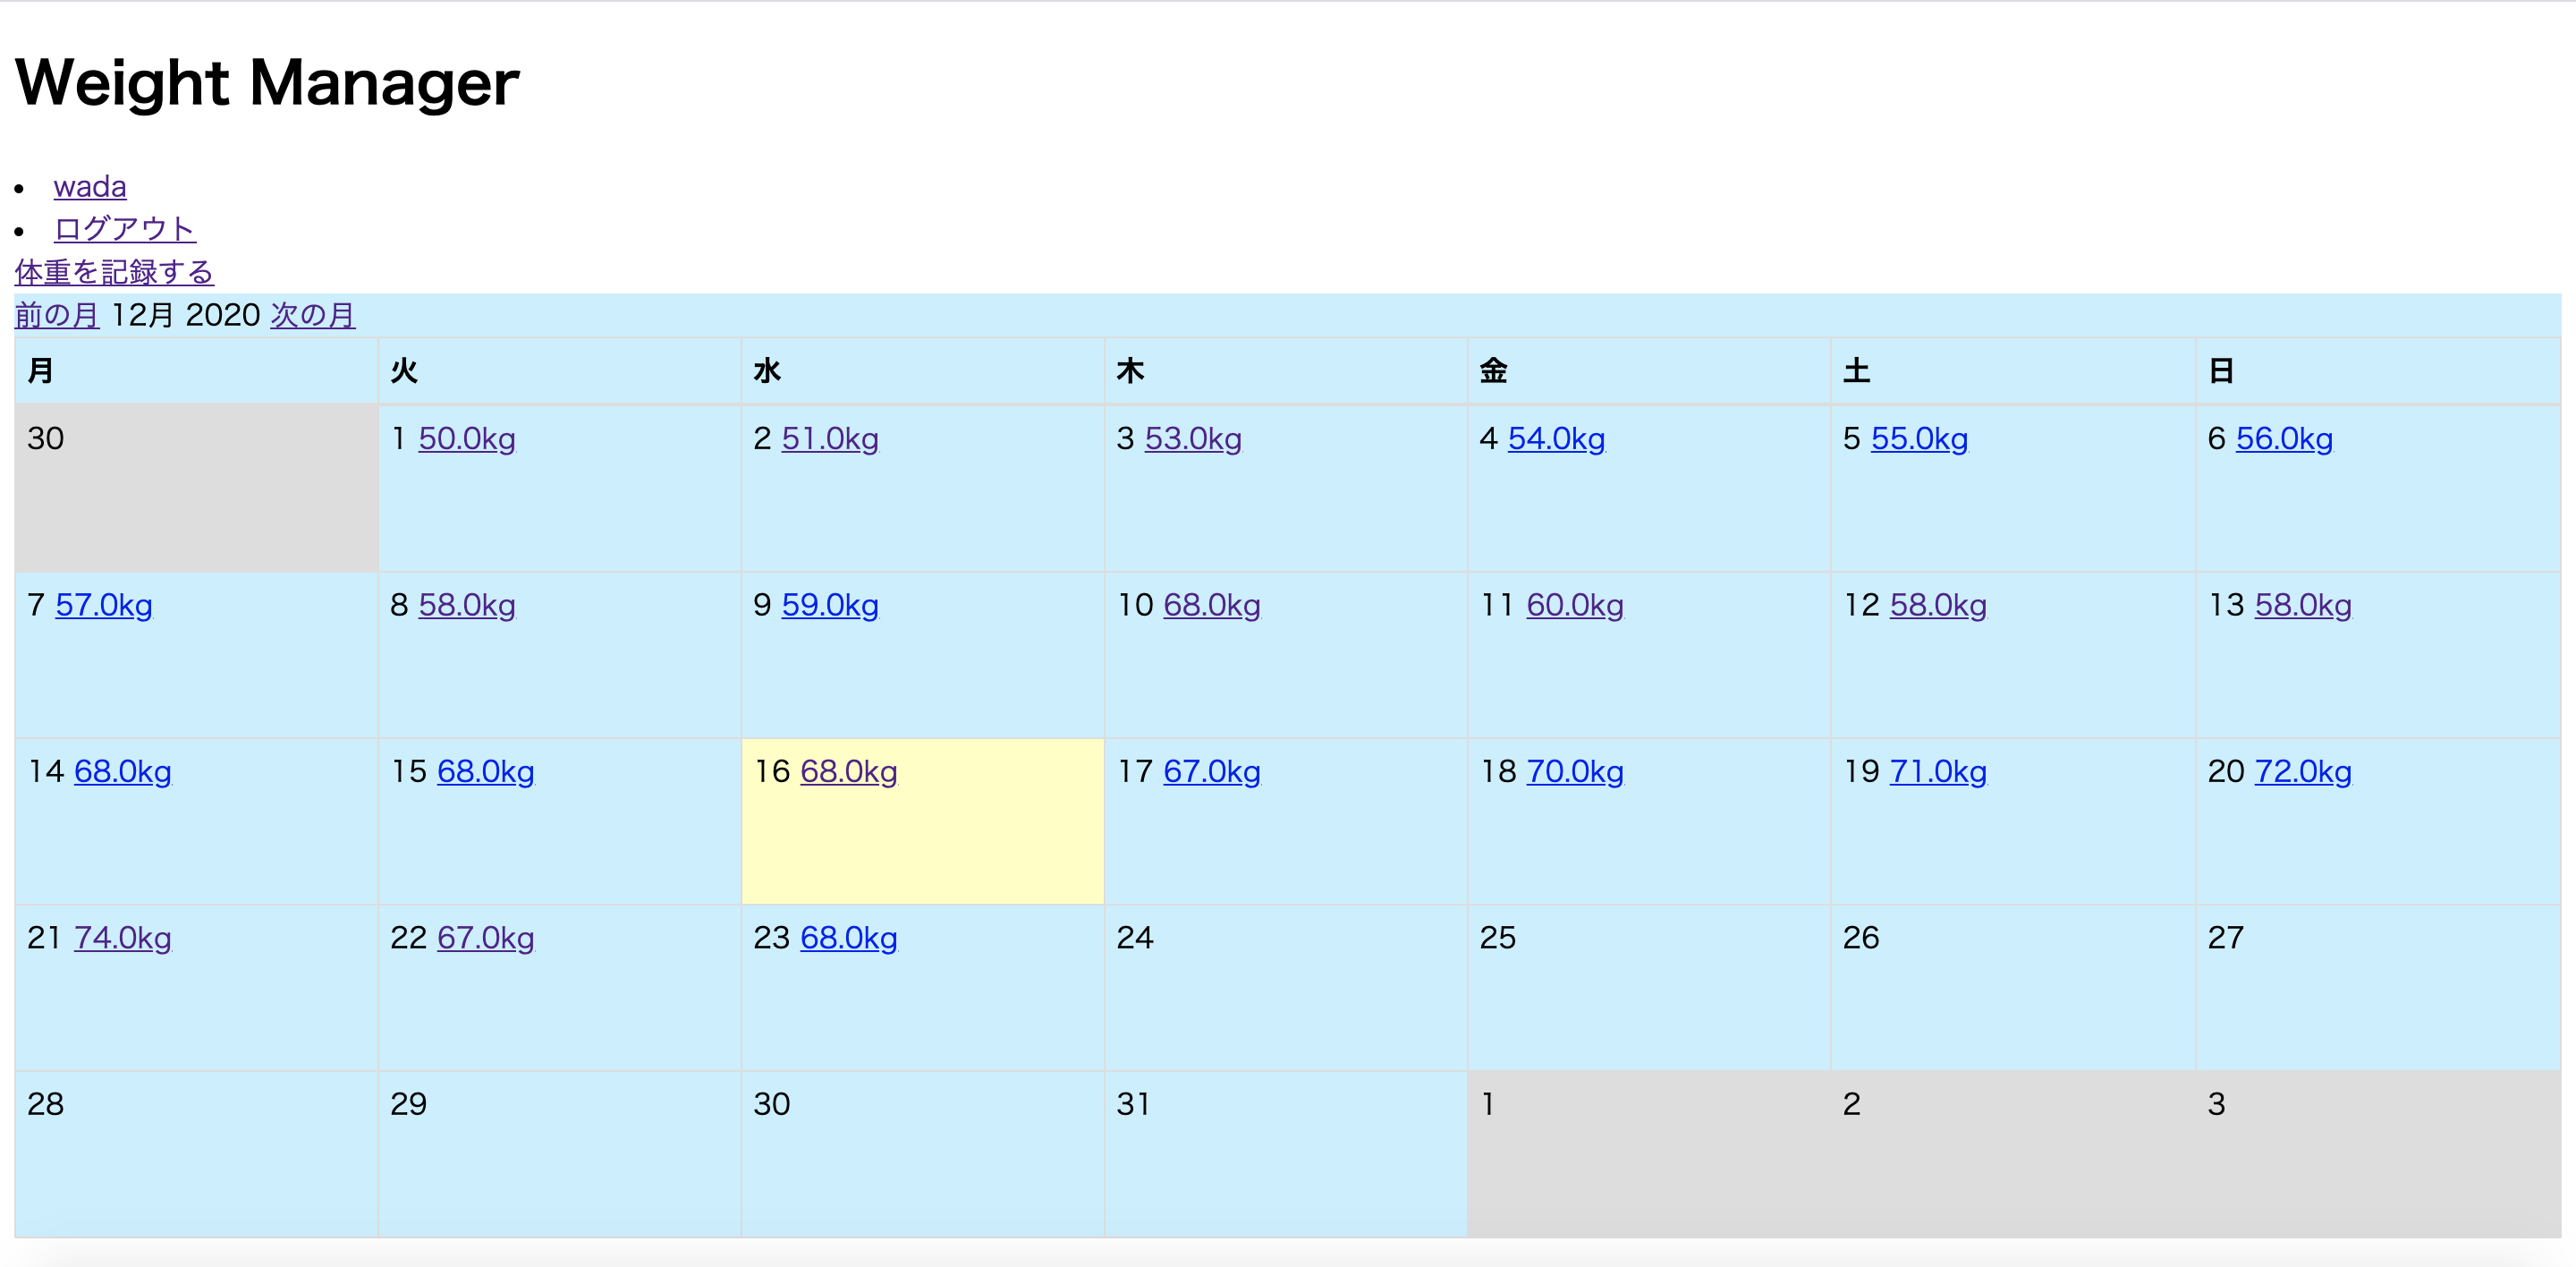 Weight Manager
• wada
• ログアウト
体重を記録する
前の月 12月 2020 次の月
月 火 水 木 金 土 日
30 1 50.0kg 2 51.0kg 3 53.0kg 4 54.0kg 5 55.0kg 6 56.0kg
7 57.0kg 8 58.0kg 9 59.0kg 10 68.0kg 11 60.0kg 12 58.0kg 13 58.0kg
14 68.0kg 15 68.0kg 16 68.0kg 17 67.0kg 18 70.0kg 19 71.0kg 20 72.0kg
21 74.0kg 22 67.0kg 23 68.0kg 24 25 26 27
28 29 30 31 1 2 3